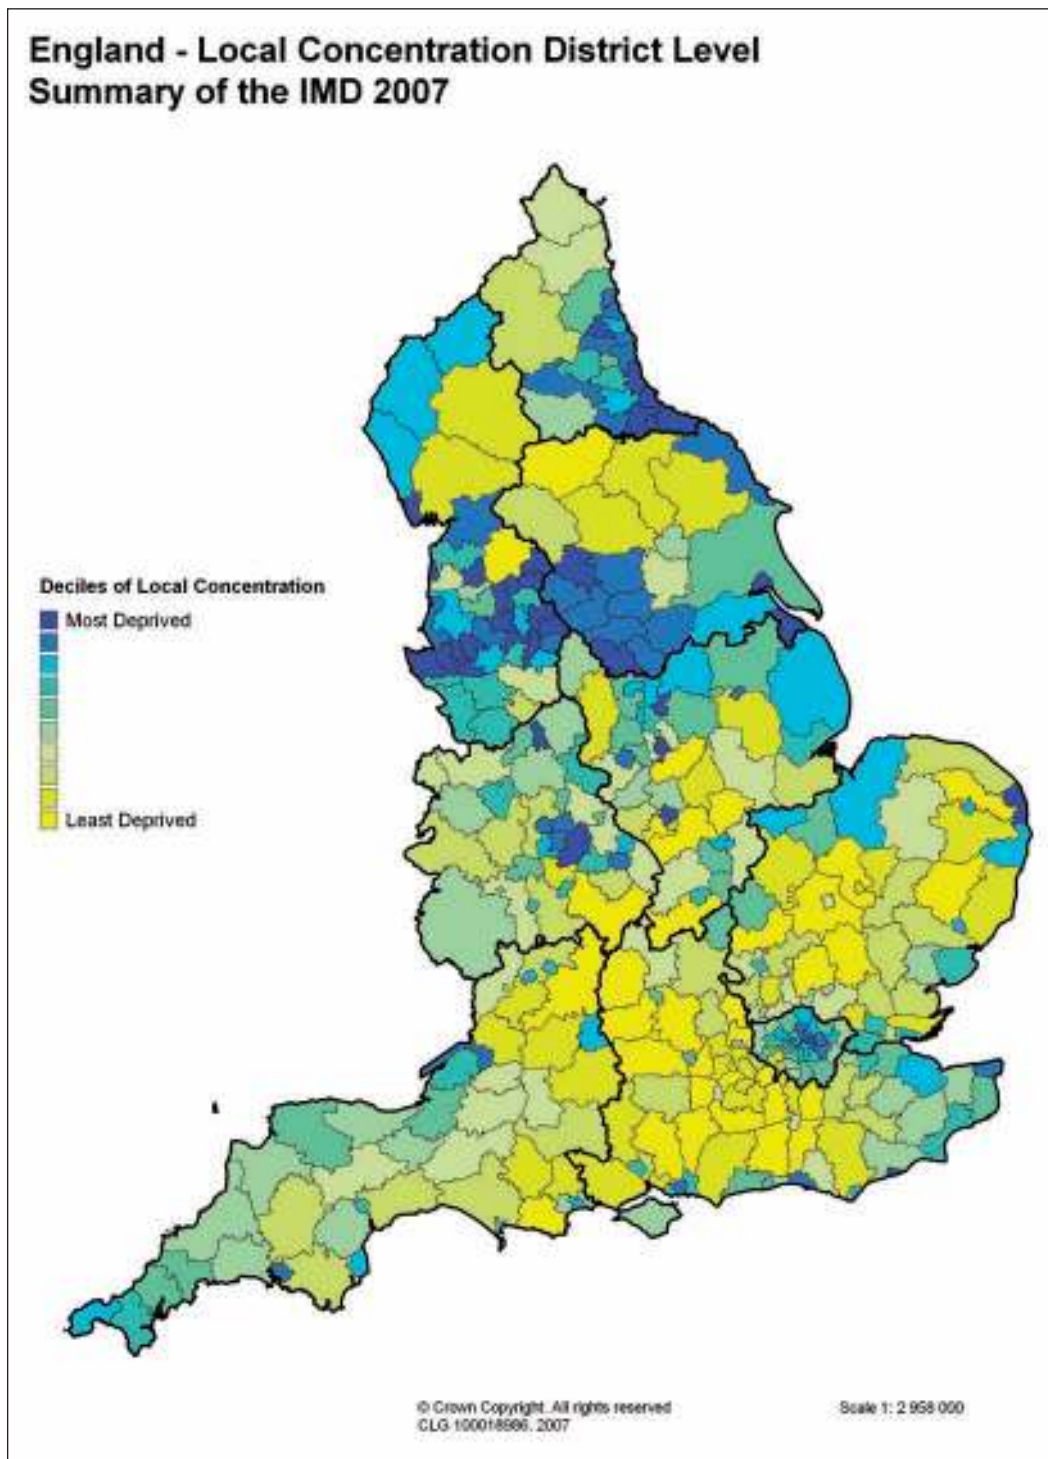 England - Local Concentration District Level
Summary of the IMD 2007
Deciles of Local Concentration
Most Deprived
Least Deprived
© Crown Copyright. All rights reserved
CLG 100018986. 2007
Scale 1: 2 958 000